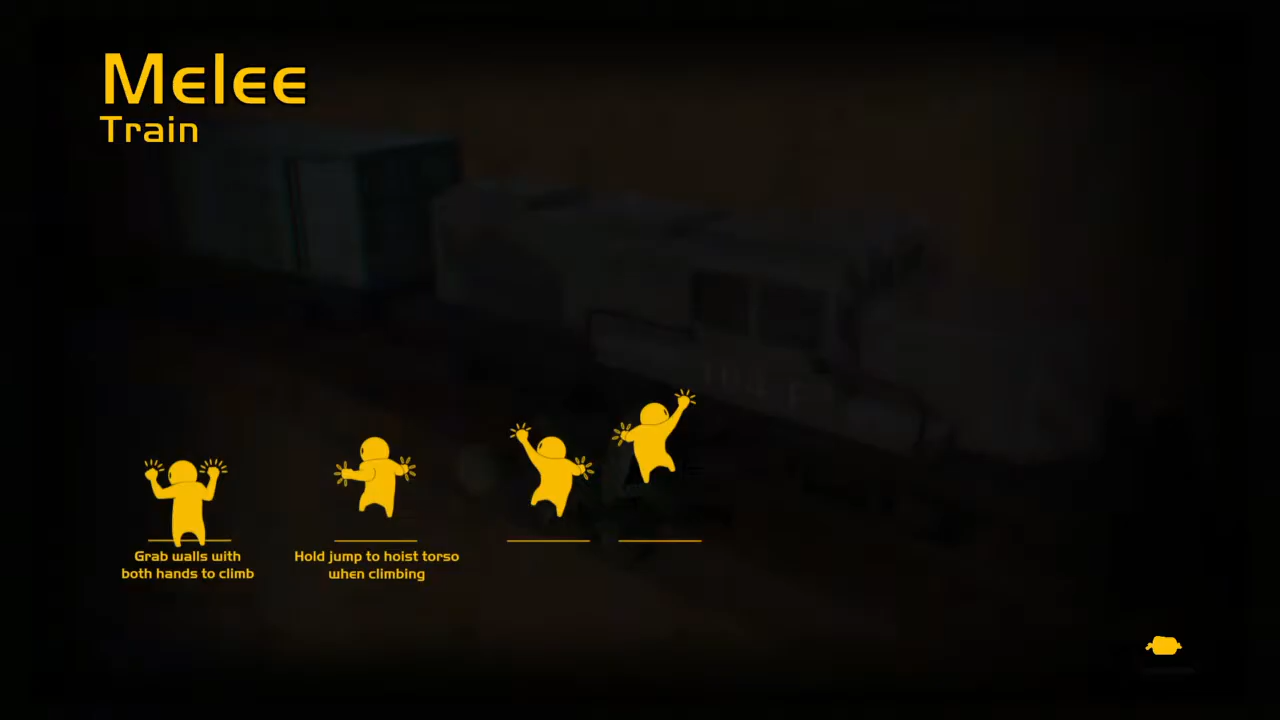 Melee
Train
Grab walls with
both hands to climb
Hold jump to hoist torso
when climbing